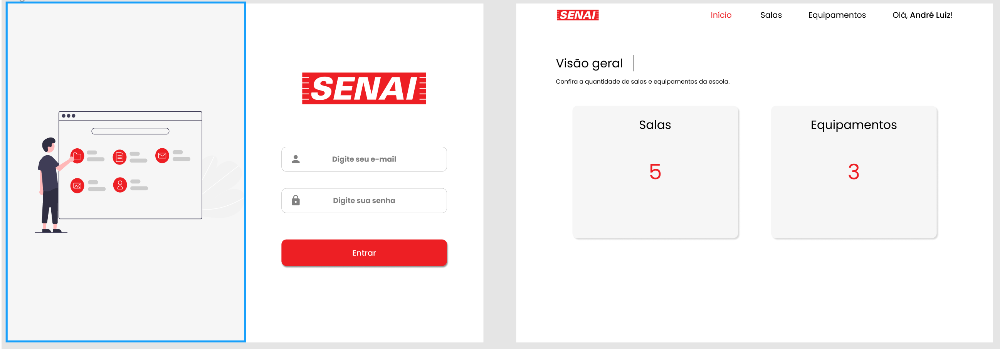 SENAI
Digite seu e-mail
Digite sua senha
Entrar
SENAI
Início
Salas
Equipamentos
Olá, André Luiz!
Visão geral
Confira a quantidade de salas e equipamentos da escola.
Salas
5
Equipamentos
3